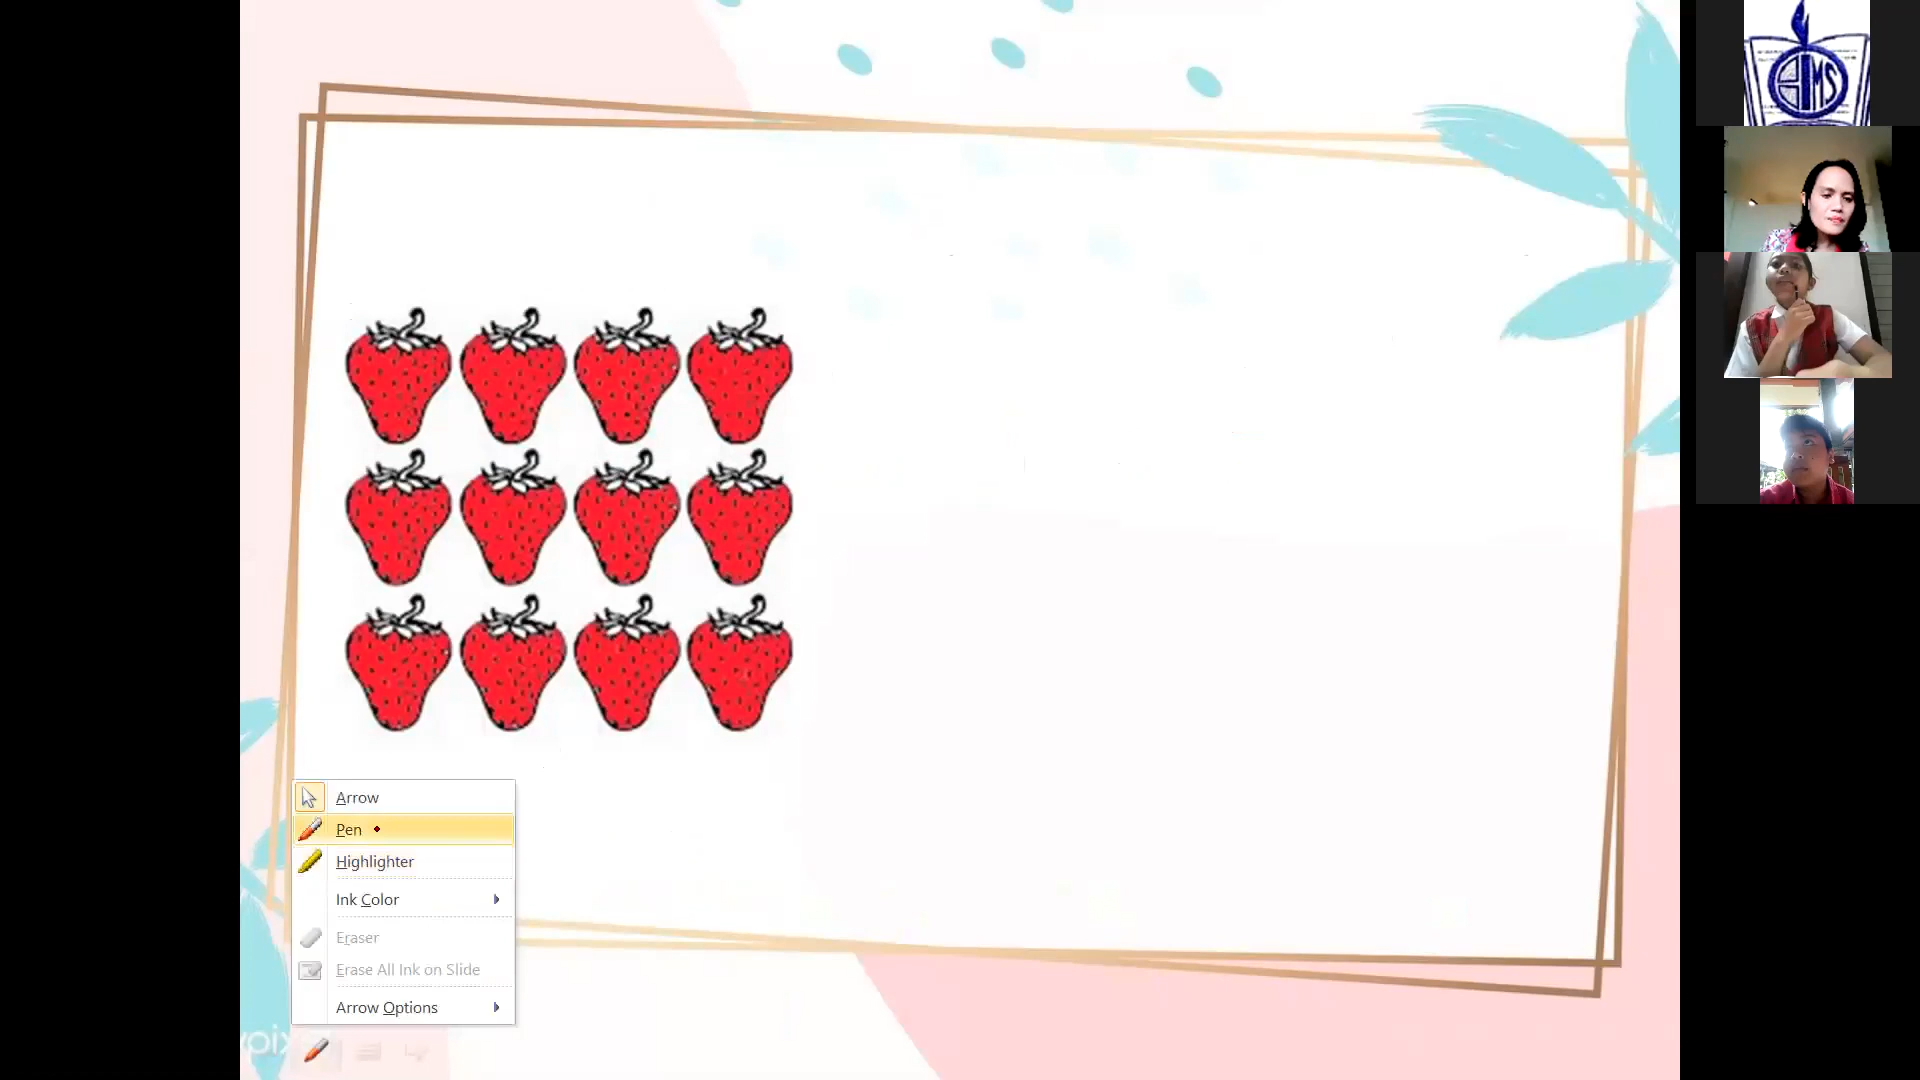 Arrow
Pen
Highlighter
Ink Color
Eraser
Erase All Ink on Slide
Arrow Options